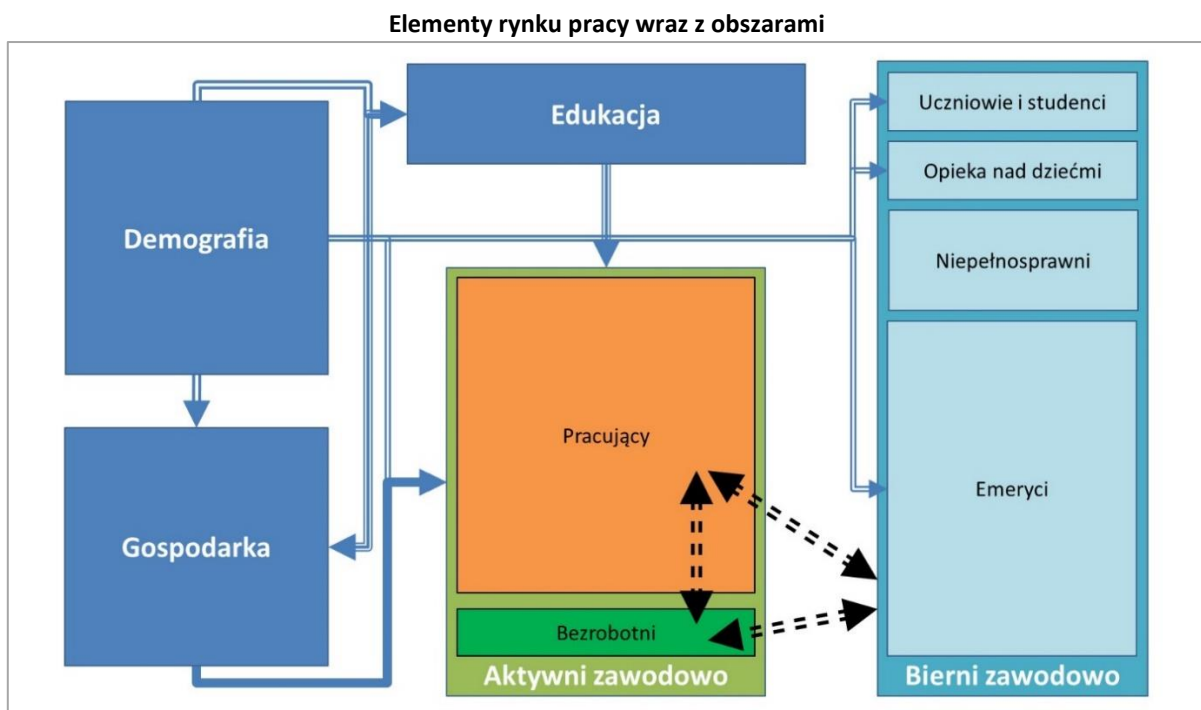 Elementy rynku pracy wraz z obszarami
Demografia
Edukacja
Gospodarka
Pracujący
Bezrobotni
Aktywni zawodowo
Uczniowie i studenci
Opieka nad dziećmi
Niepełnosprawni
Emeryci
Bierni zawodowo